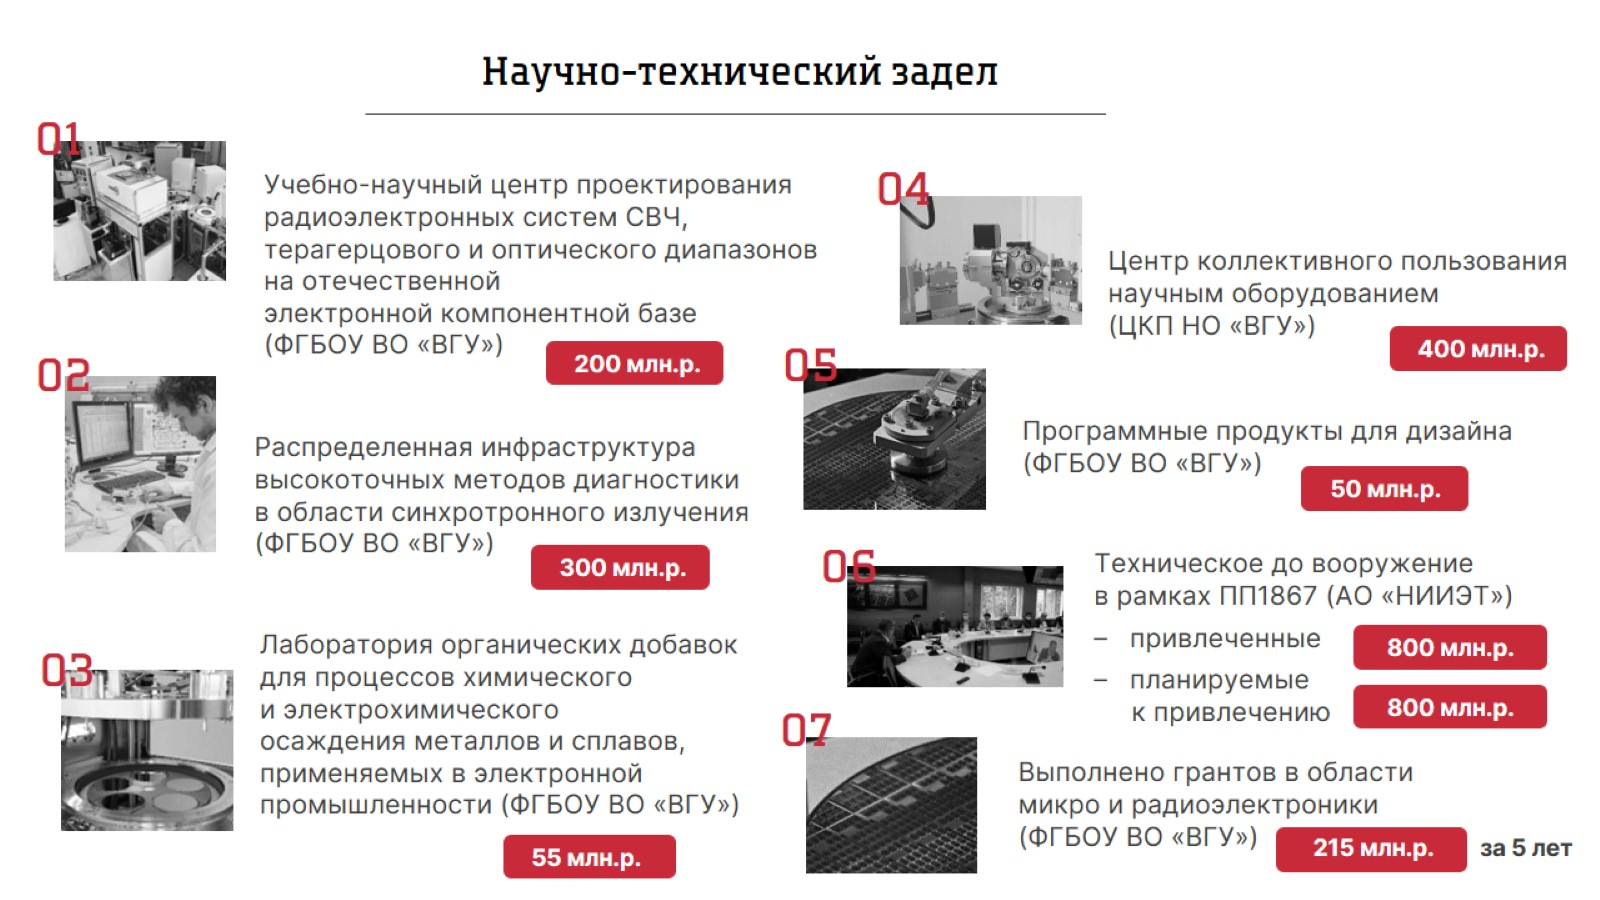 Научно-технический задел
01
Учебно-научный центр проектирования
радиоэлектронных систем СВЧ,
терагерцового и оптического диапазонов
на отечественной
электронной компонентной базе
(ФГБОУ ВО «ВГУ»)
200 млн.р.
02
Распределенная инфраструктура
высокоточных методов диагностики
в области синхротронного излучения
(ФГБОУ ВО «ВГУ»)
300 млн.р.
03
Лаборатория органических добавок
для процессов химического
и электрохимического
осаждения металлов и сплавов,
применяемых в электронной
промышленности (ФГБОУ ВО «ВГУ»)
55 млн.р.
04
Центр коллективного пользования
научным оборудованием
(ЦКП НО «ВГУ»)
400 млн.р.
05
Программные продукты для дизайна
(ФГБОУ ВО «ВГУ»)
50 млн.р.
06
Техническое до вооружение
в рамках ПП1867 (АО «НИИЭТ»)
– привлеченные
800 млн.р.
– планируемые
к привлечению
800 млн.р.
07
Выполнено грантов в области
микро и радиоэлектроники
(ФГБОУ ВО «ВГУ»)
215 млн.р. за 5 лет